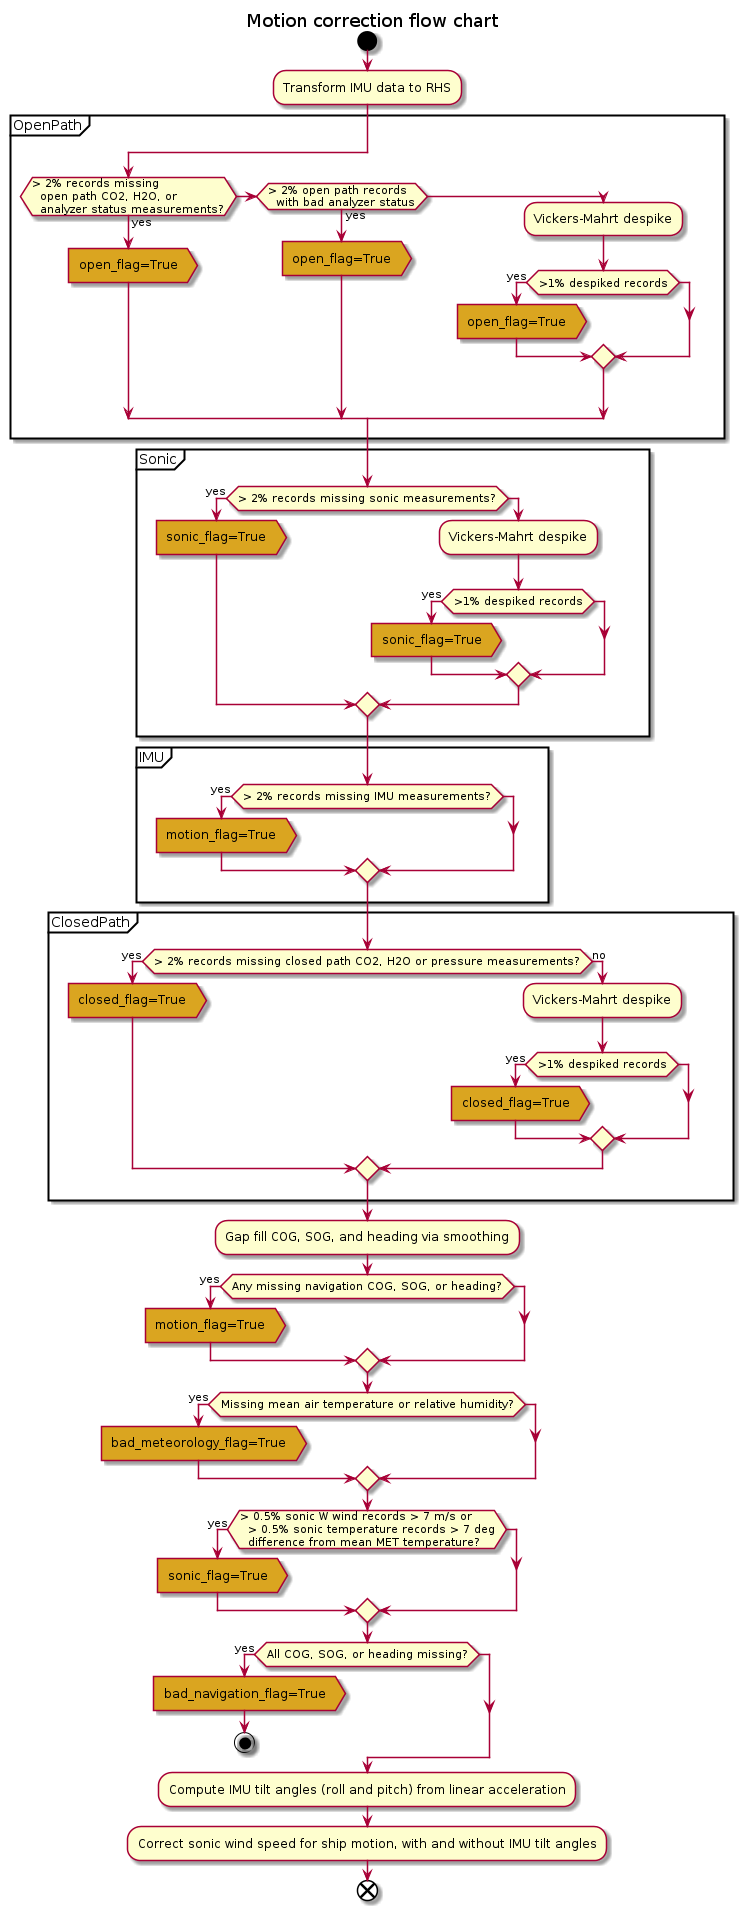 Motion correction flow chart
Transform IMU data to RHS
OpenPath
> 2% records missing
open path CO2, H2O, or
analyzer status measurements?
yes
open_flag=True
> 2% open path records
with bad analyzer status
yes
open_flag=True
Vickers-Mahrt despike
yes
>1% despiked records
open_flag=True
Sonic
yes
> 2% records missing sonic measurements?
sonic_flag=True
Vickers-Mahrt despike
yes
>1% despiked records
sonic_flag=True
IMU
yes
> 2% records missing IMU measurements?
motion_flag=True
ClosedPath
yes
> 2% records missing closed path CO2, H2O or pressure measurements?
no
closed_flag=True
Vickers-Mahrt despike
yes
>1% despiked records
closed_flag=True
Gap fill COG, SOG, and heading via smoothing
yes
Any missing navigation COG, SOG, or heading?
motion_flag=True
yes
Missing mean air temperature or relative humidity?
bad_meteorology_flag=True
yes
> 0.5% sonic W wind records > 7 m/s or
> 0.5% sonic temperature records > 7 deg
difference from mean MET temperature?
sonic_flag=True
yes
All COG, SOG, or heading missing?
bad_navigation_flag=True
Compute IMU tilt angles (roll and pitch) from linear acceleration
Correct sonic wind speed for ship motion, with and without IMU tilt angles